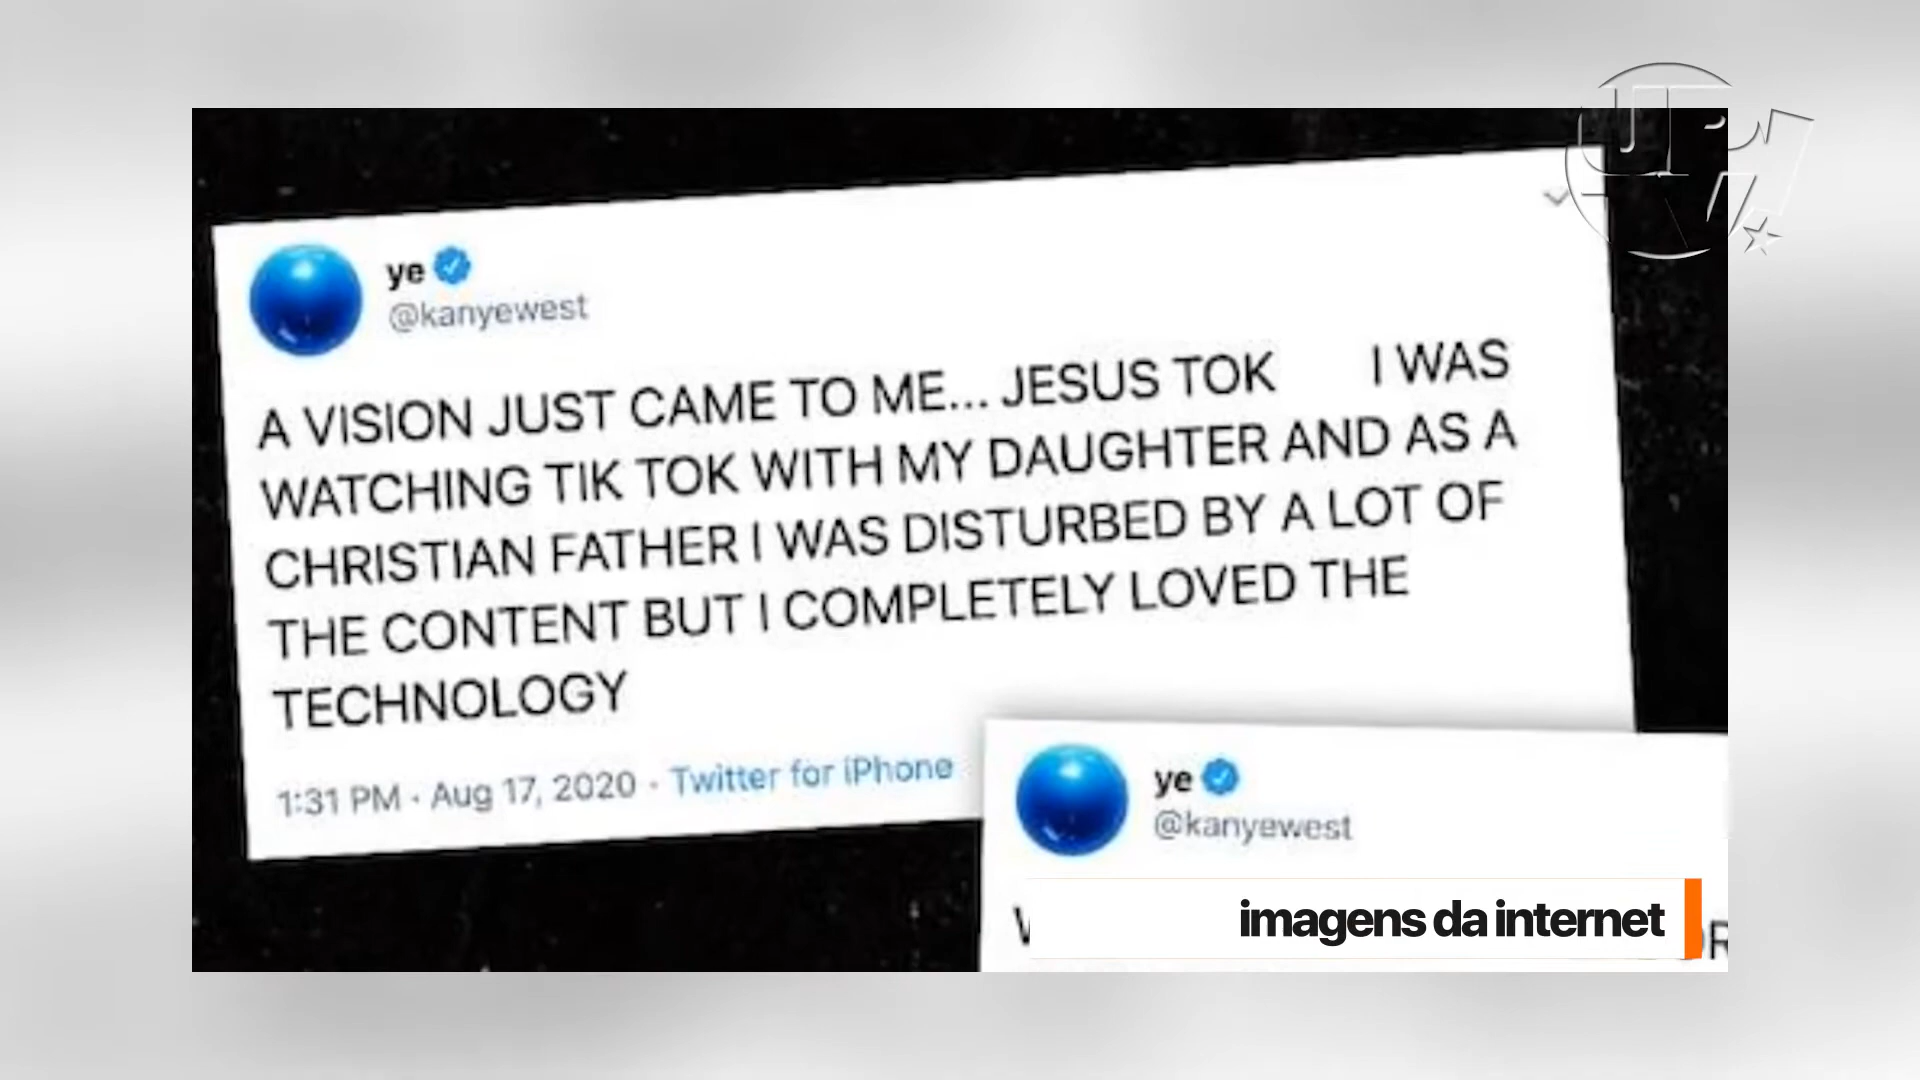 ye
@kanyewest
A VISION JUST CAME TO ME... JESUS TOK I WAS
WATCHING TIK TOK WITH MY DAUGHTER AND AS A
CHRISTIAN FATHER I WAS DISTURBED BY A LOT OF
THE CONTENT BUT I COMPLETELY LOVED THE
TECHNOLOGY
1:31 PM · Aug 17, 2020 · Twitter for iPhone
ye
@kanyewest
imagens da internet